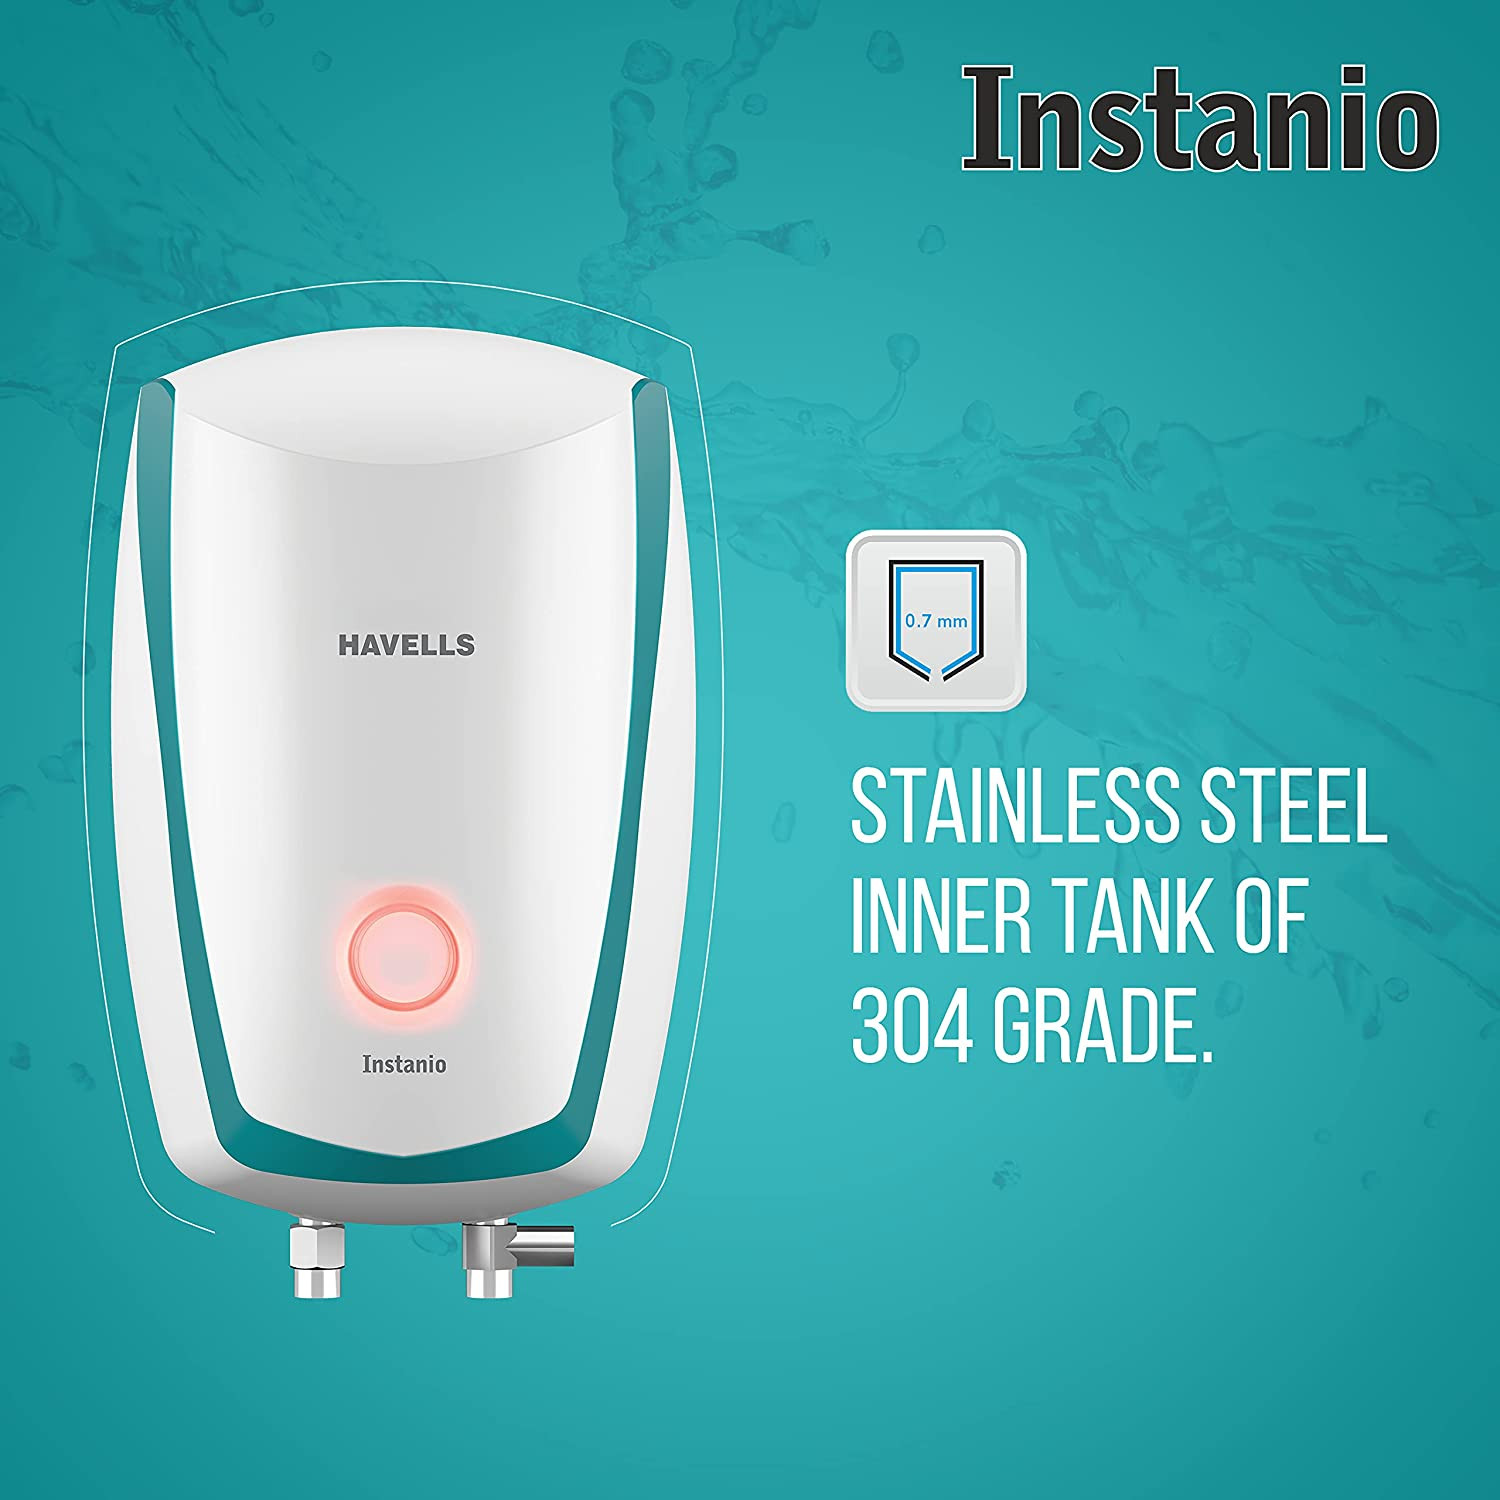 Instanio
HAVELLS
Instanio
0.7 mm
STAINLESS STEEL
INNER TANK OF
304 GRADE.